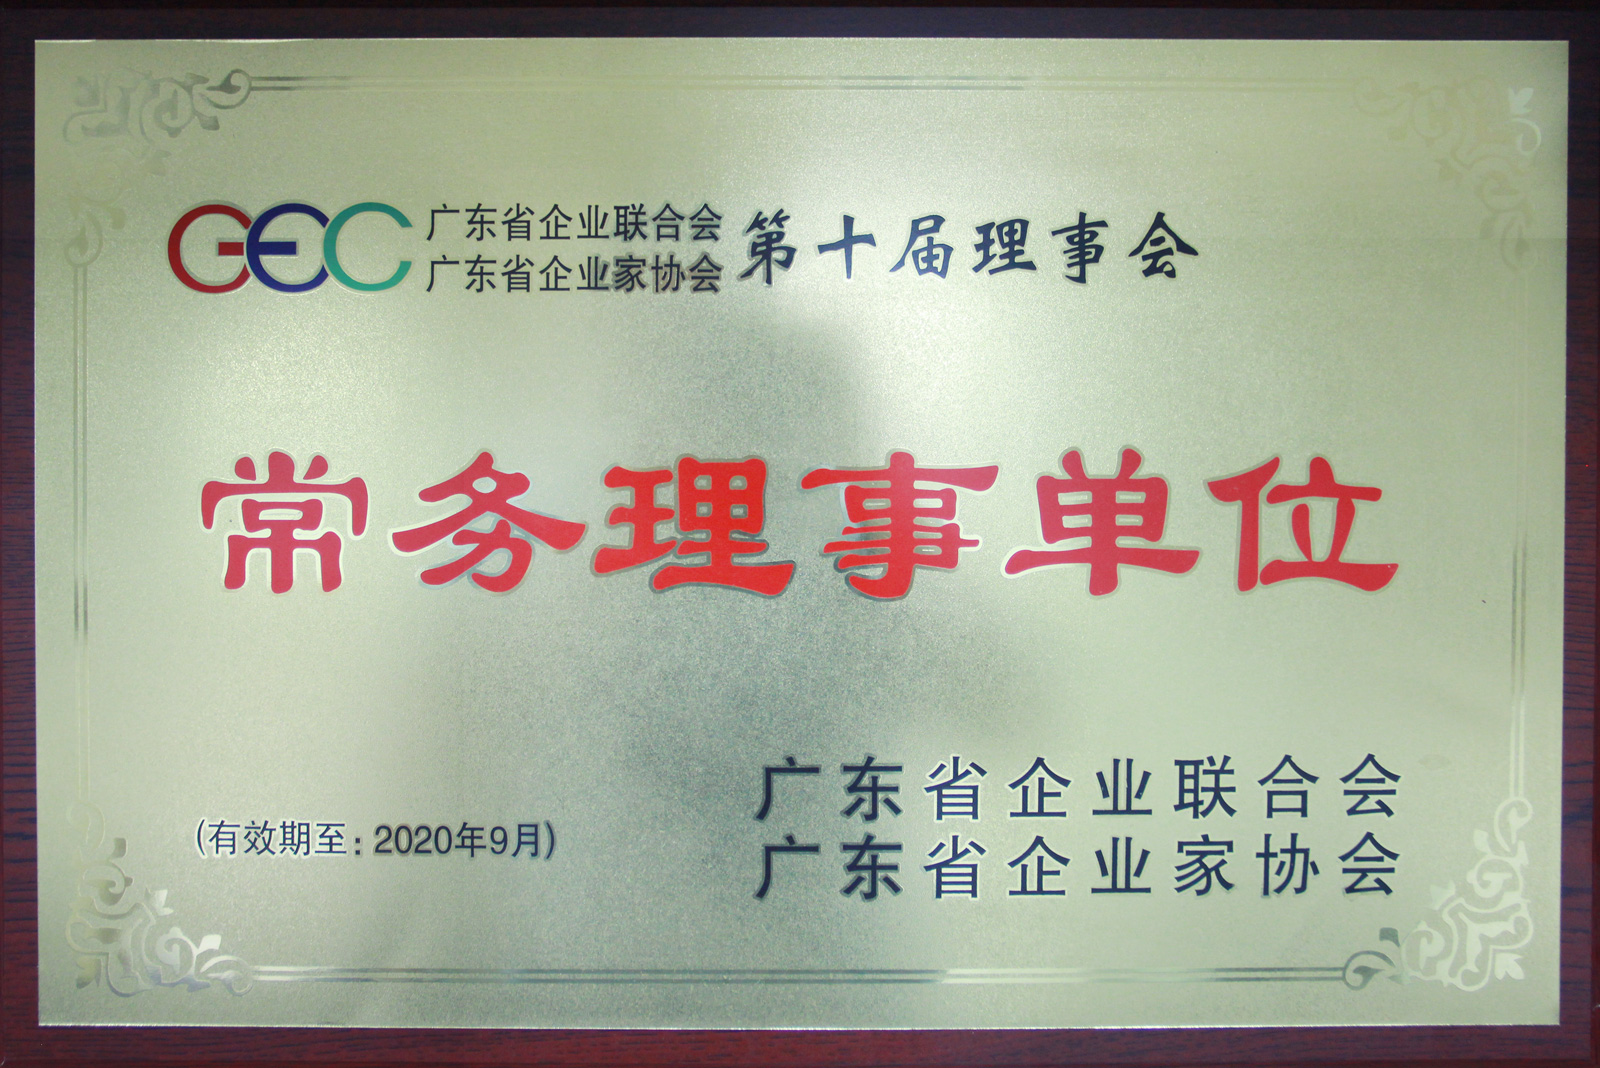 GEC 广东省企业联合会 第十届理事会
广东省企业家协会
常务理事单位
(有效期至: 2020年9月)
广东省企业联合会
广东省企业家协会